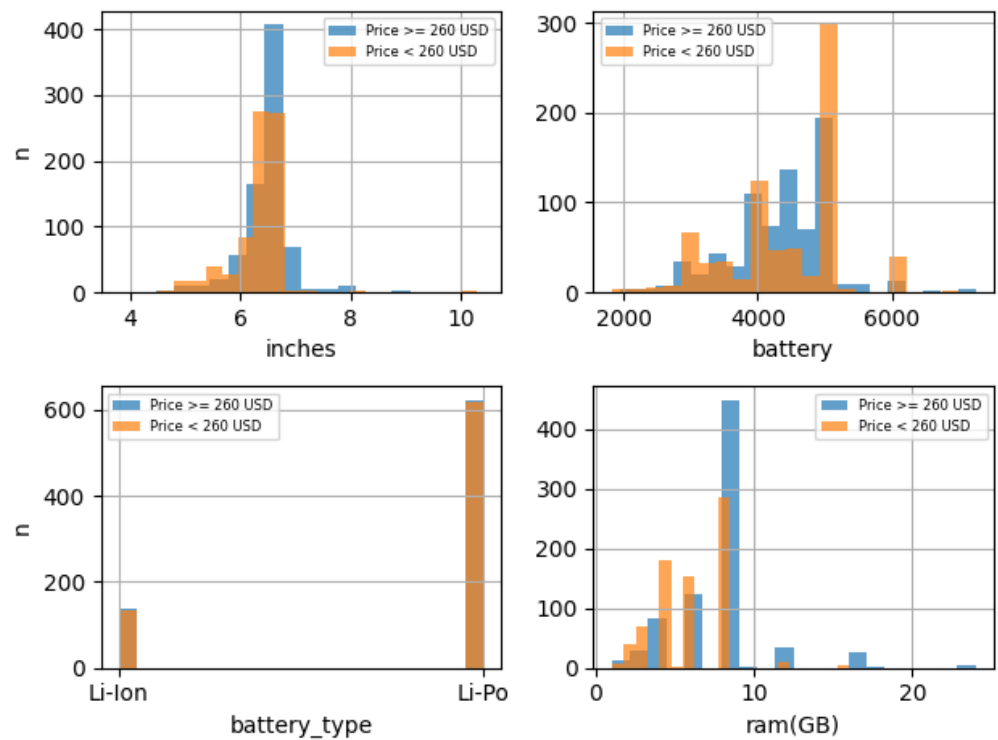 400
300
200
100
0
n
Price >= 260 USD
Price < 260 USD
4 6 8 10
inches
300
200
100
0
Price >= 260 USD
Price < 260 USD
2000 4000 6000
battery
600
400
200
0
n
Price >= 260 USD
Price < 260 USD
Li-Ion Li-Po
battery_type
400
300
200
100
0
Price >= 260 USD
Price < 260 USD
0 10 20
ram(GB)